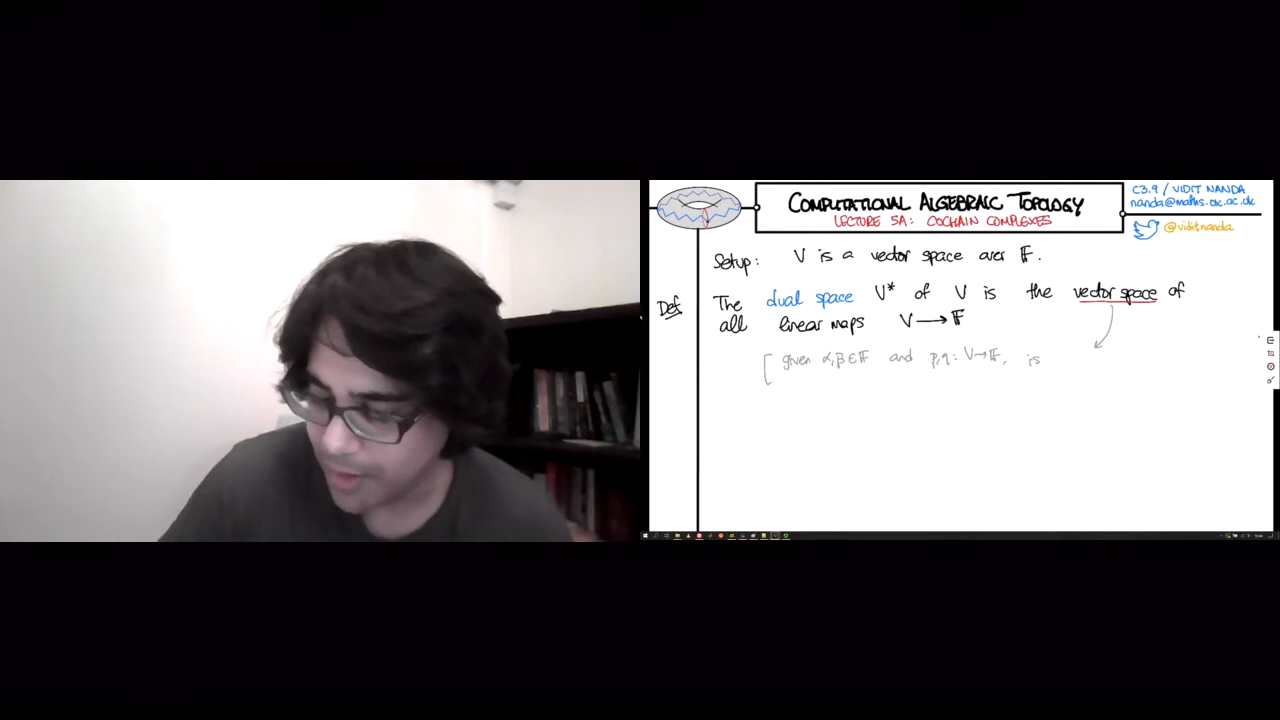 COMPUTATIONAL ALGEBRAIC TOPOLOGY
LECTURE 5A: COCHAIN COMPLEXES
C3.9 / VIDIT NANDA
nanda@maths.ox.ac.uk
@viditnanda
Setup: V is a vector space over 𝔽.
Def The dual space V* of V is the vector space of
all linear maps V → 𝔽
[ given α, β ∈ 𝔽 and p, q : V → 𝔽, is